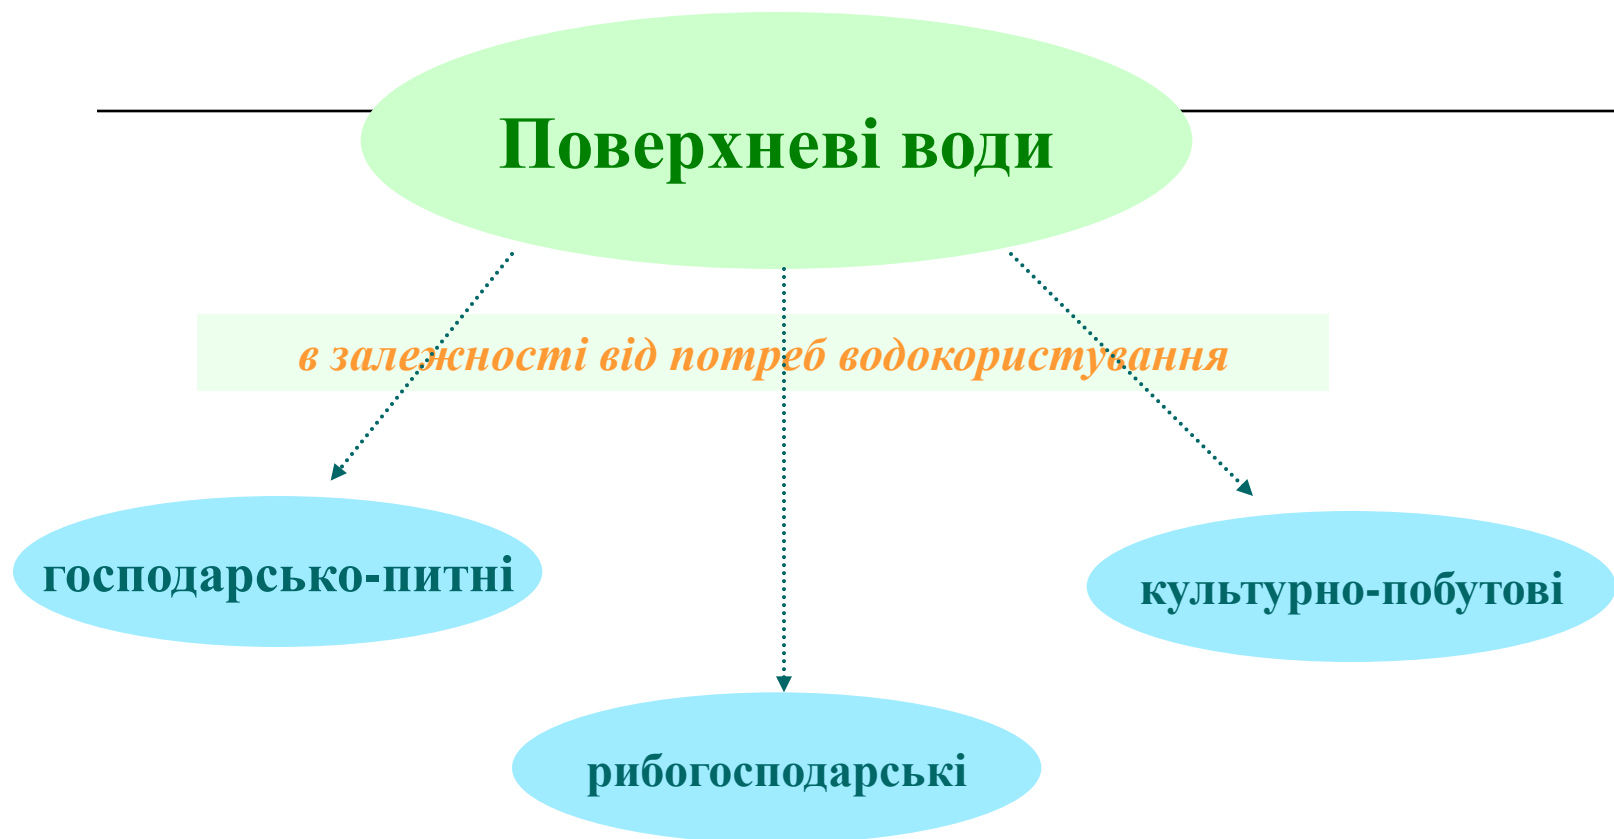 Поверхневі води
в залежності від потреб водокористування
господарсько-питні
культурно-побутові
рибогосподарські